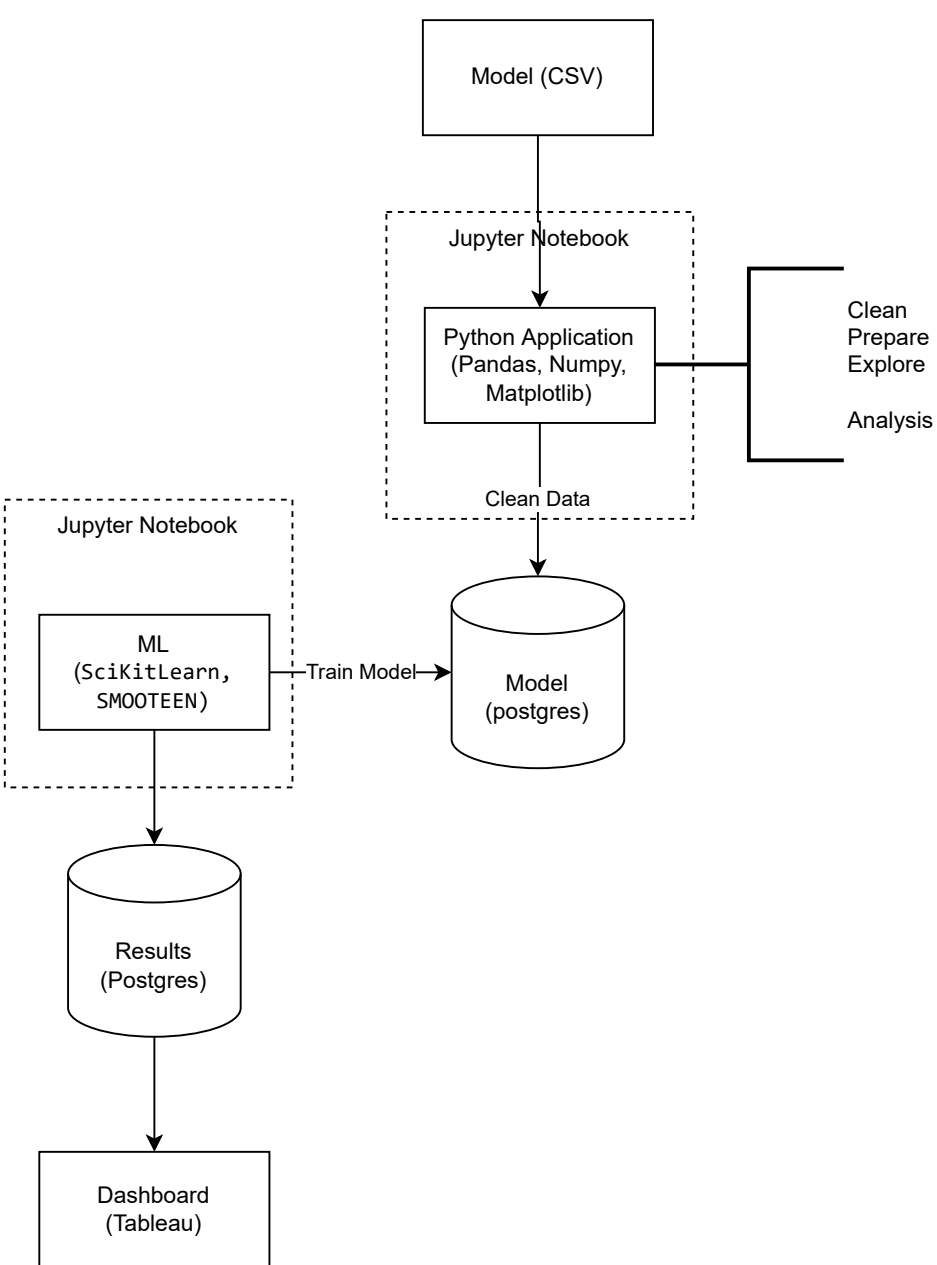 Model (CSV)
Jupyter Notebook
Python Application
(Pandas, Numpy,
Matplotlib)
Clean
Prepare
Explore
Analysis
Clean Data
Jupyter Notebook
ML
(SciKitLearn,
SMOOTEEN)
Train Model
Model
(postgres)
Results
(Postgres)
Dashboard
(Tableau)